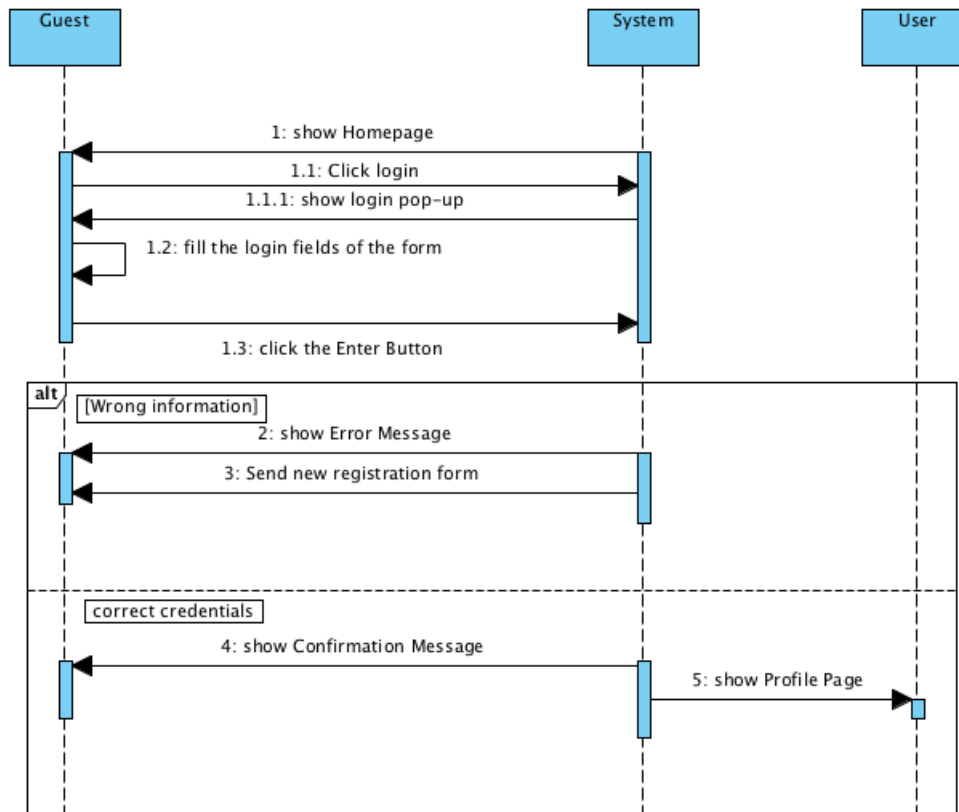 Guest
System
User
1: show Homepage
1.1: Click login
1.1.1: show login pop-up
1.2: fill the login fields of the form
1.3: click the Enter Button
alt
[Wrong information]
2: show Error Message
3: Send new registration form
correct credentials
4: show Confirmation Message
5: show Profile Page